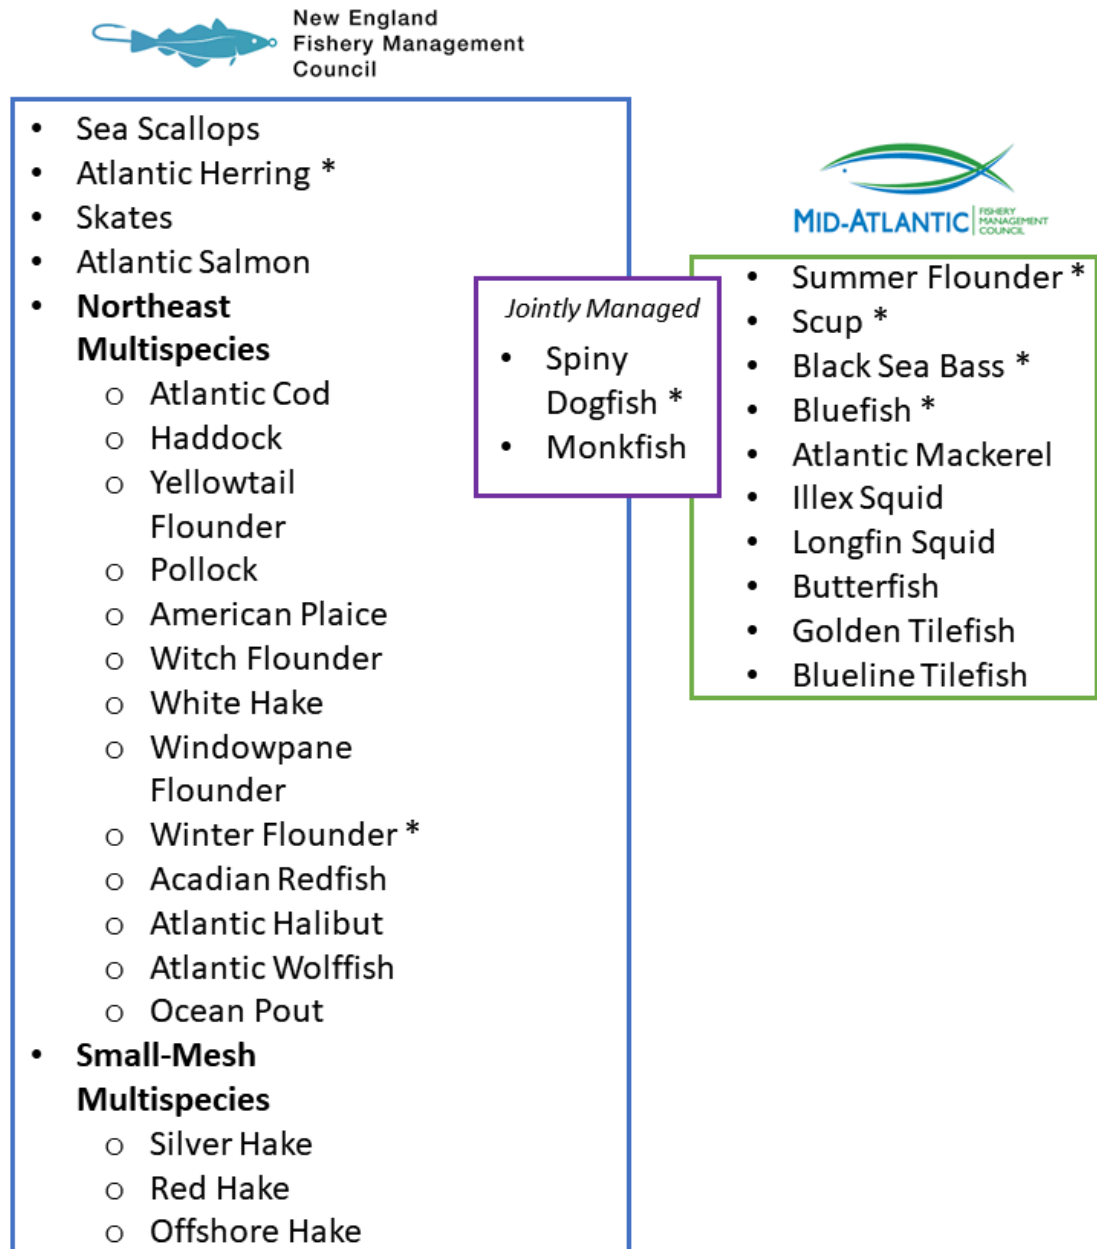 New England
Fishery Management
Council
• Sea Scallops
• Atlantic Herring *
• Skates
• Atlantic Salmon
• Northeast
Multispecies
o Atlantic Cod
o Haddock
o Yellowtail
Flounder
o Pollock
o American Plaice
o Witch Flounder
o White Hake
o Windowpane
Flounder
o Winter Flounder *
o Acadian Redfish
o Atlantic Halibut
o Atlantic Wolffish
o Ocean Pout
• Small-Mesh
Multispecies
o Silver Hake
o Red Hake
o Offshore Hake
Jointly Managed
• Spiny
Dogfish *
• Monkfish
MID-ATLANTIC
FISHERY
MANAGEMENT
COUNCIL
• Summer Flounder *
• Scup *
• Black Sea Bass *
• Bluefish *
• Atlantic Mackerel
• Illex Squid
• Longfin Squid
• Butterfish
• Golden Tilefish
• Blueline Tilefish